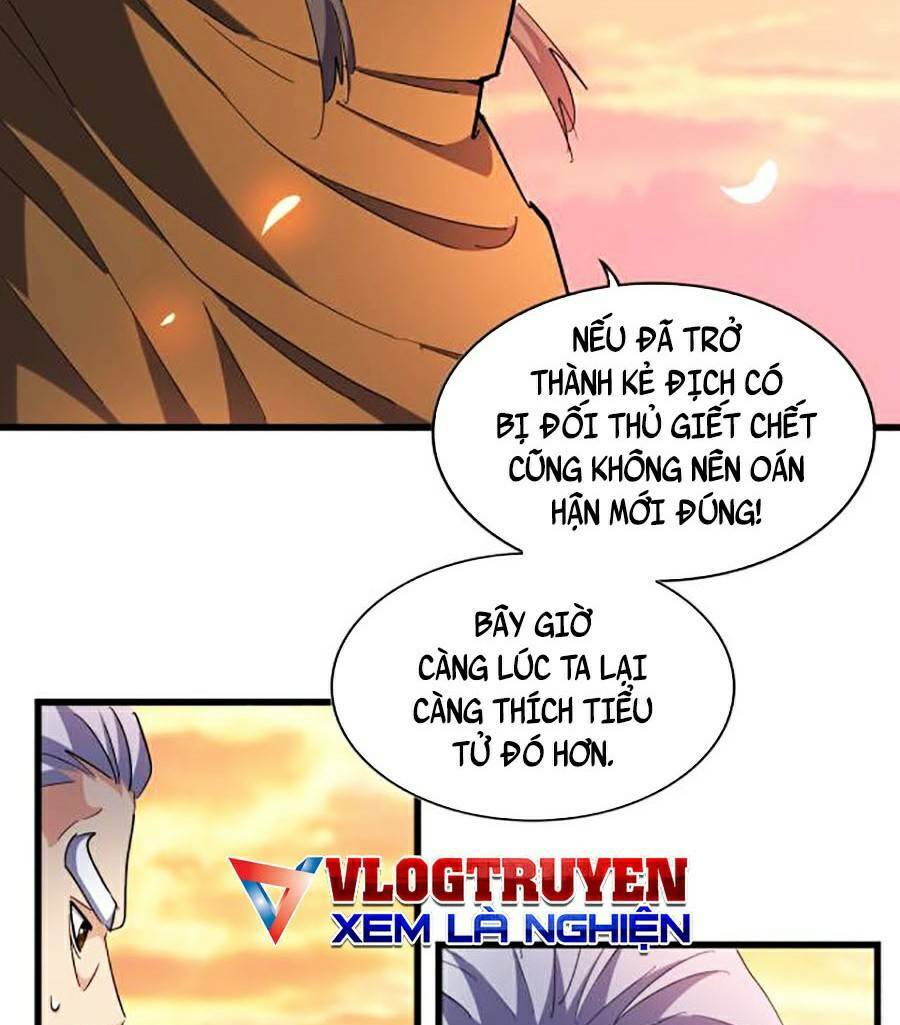 NẾU ĐÃ TRỞ
THÀNH KẺ ĐỊCH CÓ
BỊ ĐỐI THỦ GIẾT CHẾT
CŨNG KHÔNG NÊN OÁN
HẬN MỚI ĐÚNG!
BÂY GIỜ
CÀNG LÚC TA LẠI
CÀNG THÍCH TIỂU
TỬ ĐÓ HƠN.
VLOGTRUYEN
XEM LÀ NGHIỆN